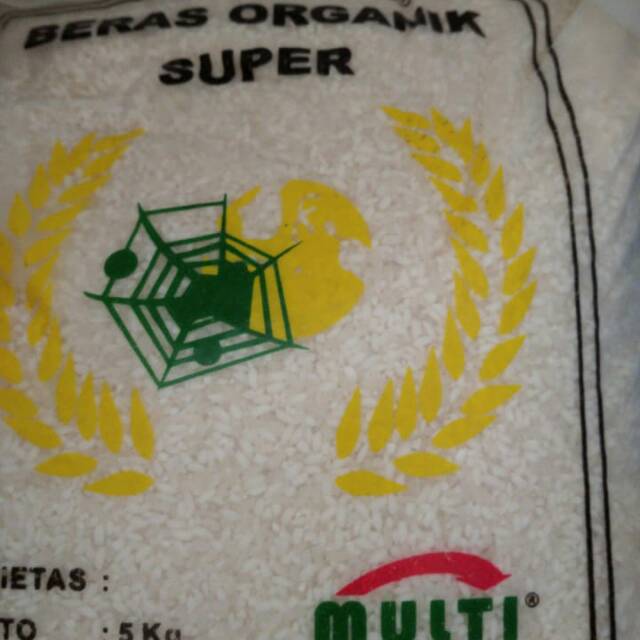 BERAS ORGANIK
SUPER
iETAS :
TO : 5 Kg
MULTI ®